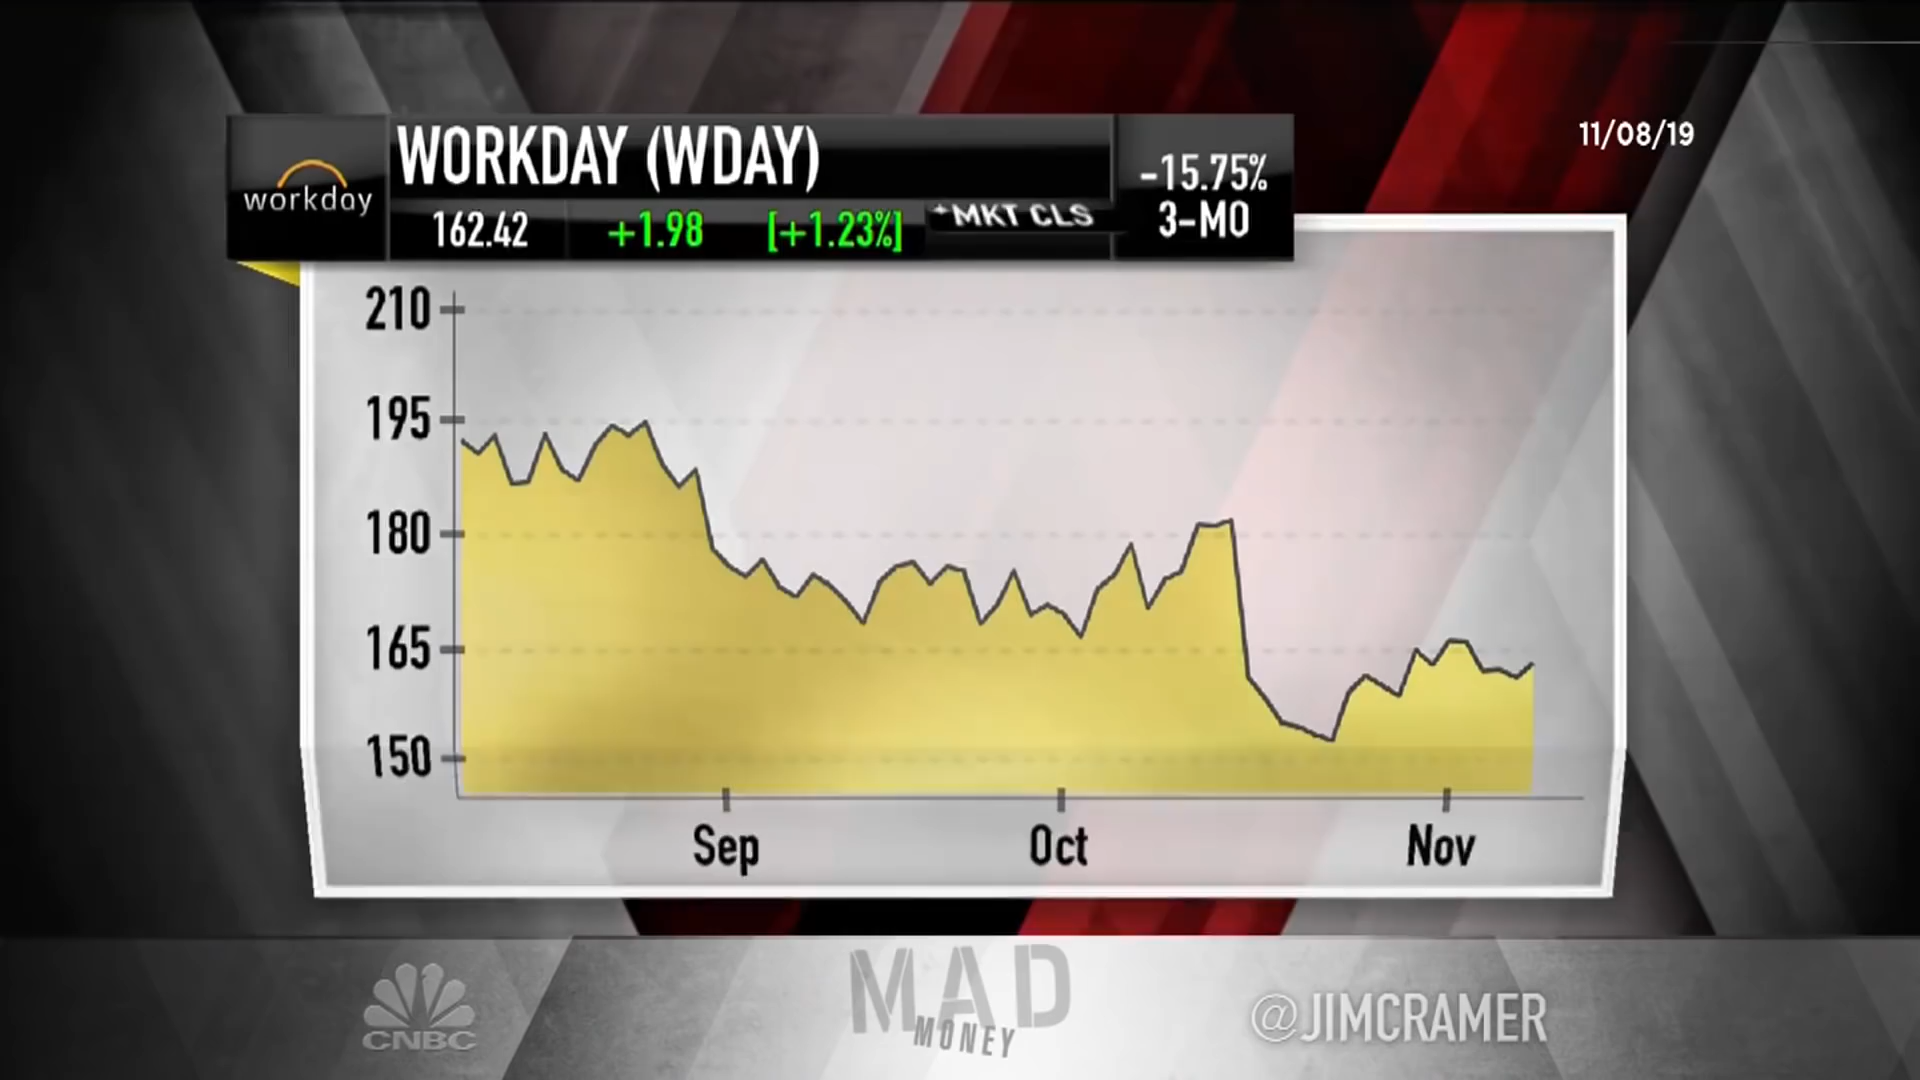 11/08/19
workday
WORKDAY (WDAY)
162.42 +1.98 [+1.23%] *MKT CLS
-15.75%
3-MO
210
195
180
165
150
Sep Oct Nov
CNBC
MAD
MONEY
@JIMCRAMER